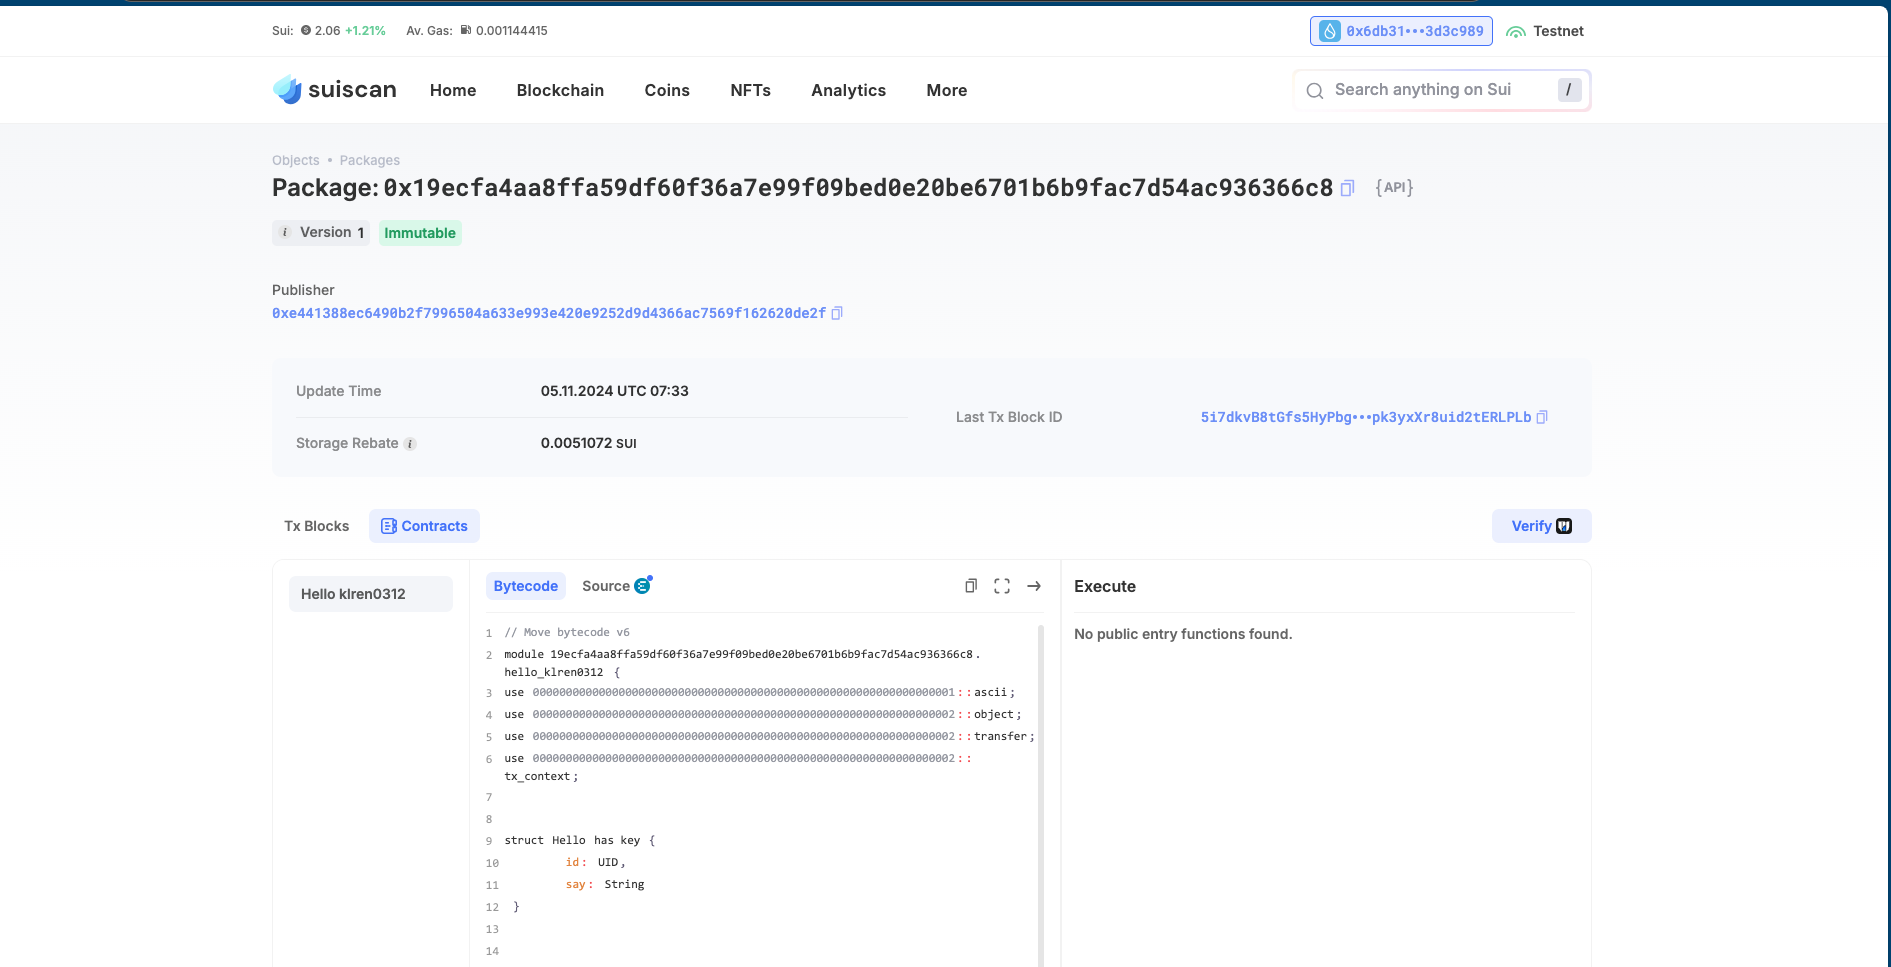 Sui: 2.06 +1.21% Av. Gas: 0.001144415
0x6db31•••3d3c989 Testnet
suiscan Home Blockchain Coins NFTs Analytics More
Search anything on Sui /
Objects • Packages
Package: 0x19ecfa4aa8ffa59df60f36a7e99f09bed0e20be6701b6b9fac7d54ac936366c8 {API}
i Version 1 Immutable
Publisher
0xe441388ec6490b2f7996504a633e993e420e9252d9d4366ac7569f162620de2f
Update Time 05.11.2024 UTC 07:33
Last Tx Block ID 5i7dkvB8tGfs5HyPbg•••pk3yxXr8uid2tERLPLb
Storage Rebate i 0.0051072 SUI
Tx Blocks Contracts Verify
Hello klren0312
Bytecode Source
Execute
No public entry functions found.
1 // Move bytecode v6
2 module 19ecfa4aa8ffa59df60f36a7e99f09bed0e20be6701b6b9fac7d54ac936366c8.
hello_klren0312 {
3 use 0000000000000000000000000000000000000000000000000000000000000001::ascii;
4 use 0000000000000000000000000000000000000000000000000000000000000002::object;
5 use 0000000000000000000000000000000000000000000000000000000000000002::transfer;
6 use 0000000000000000000000000000000000000000000000000000000000000002::
tx_context;
7
8
9 struct Hello has key {
10 id: UID,
11 say: String
12 }
13
14